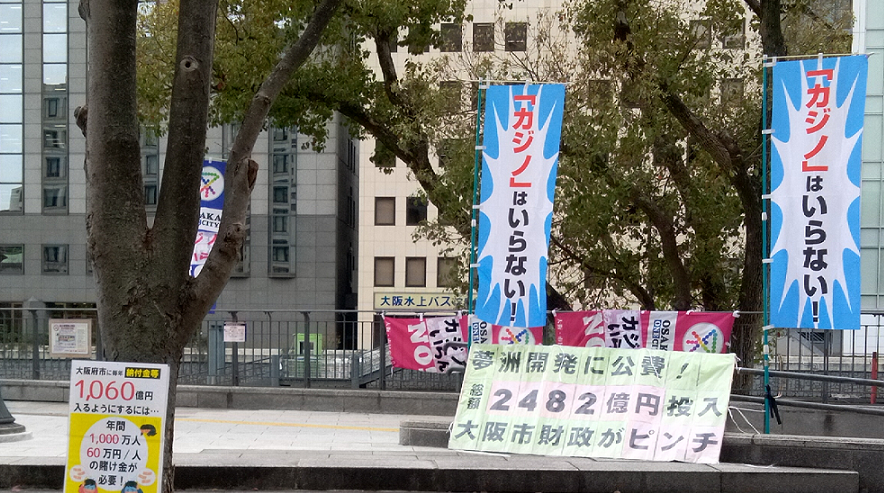 「カジノ」はいらない!
「カジノ」はいらない!
大阪水上バス
夢洲開発に公費!
総額2482億円投入
大阪市財政がピンチ
大阪府市に毎年納付金等
1,060億円
入るようにするには…
年間
1,000万人
60万円/人
の賭け金が
必要!
NO
NO
OSAK